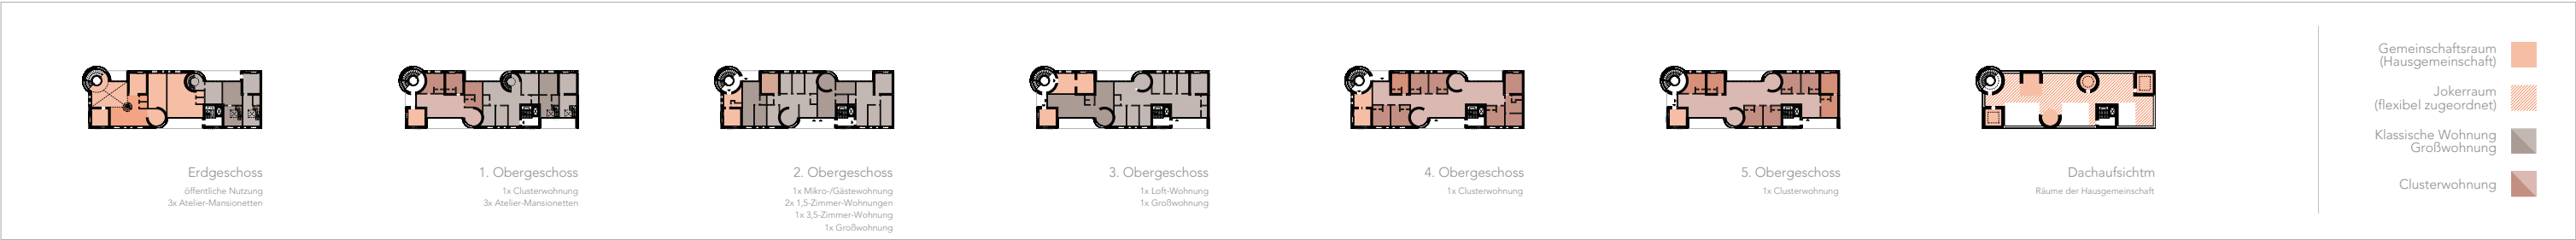 Erdgeschoss
öffentliche Nutzung
3x Atelier-Mansionetten
1. Obergeschoss
1x Clusterwohnung
3x Atelier-Mansionetten
2. Obergeschoss
1x Mikro-/Gästewohnung
2x 1,5-Zimmer-Wohnungen
1x 3,5-Zimmer-Wohnung
1x Großwohnung
3. Obergeschoss
1x Loft-Wohnung
1x Großwohnung
4. Obergeschoss
1x Clusterwohnung
5. Obergeschoss
1x Clusterwohnung
Dachaufsichtm
Räume der Hausgemeinschaft
Gemeinschaftsraum
(Hausgemeinschaft)
Jokerraum
(flexibel zugeordnet)
Klassische Wohnung
Großwohnung
Clusterwohnung